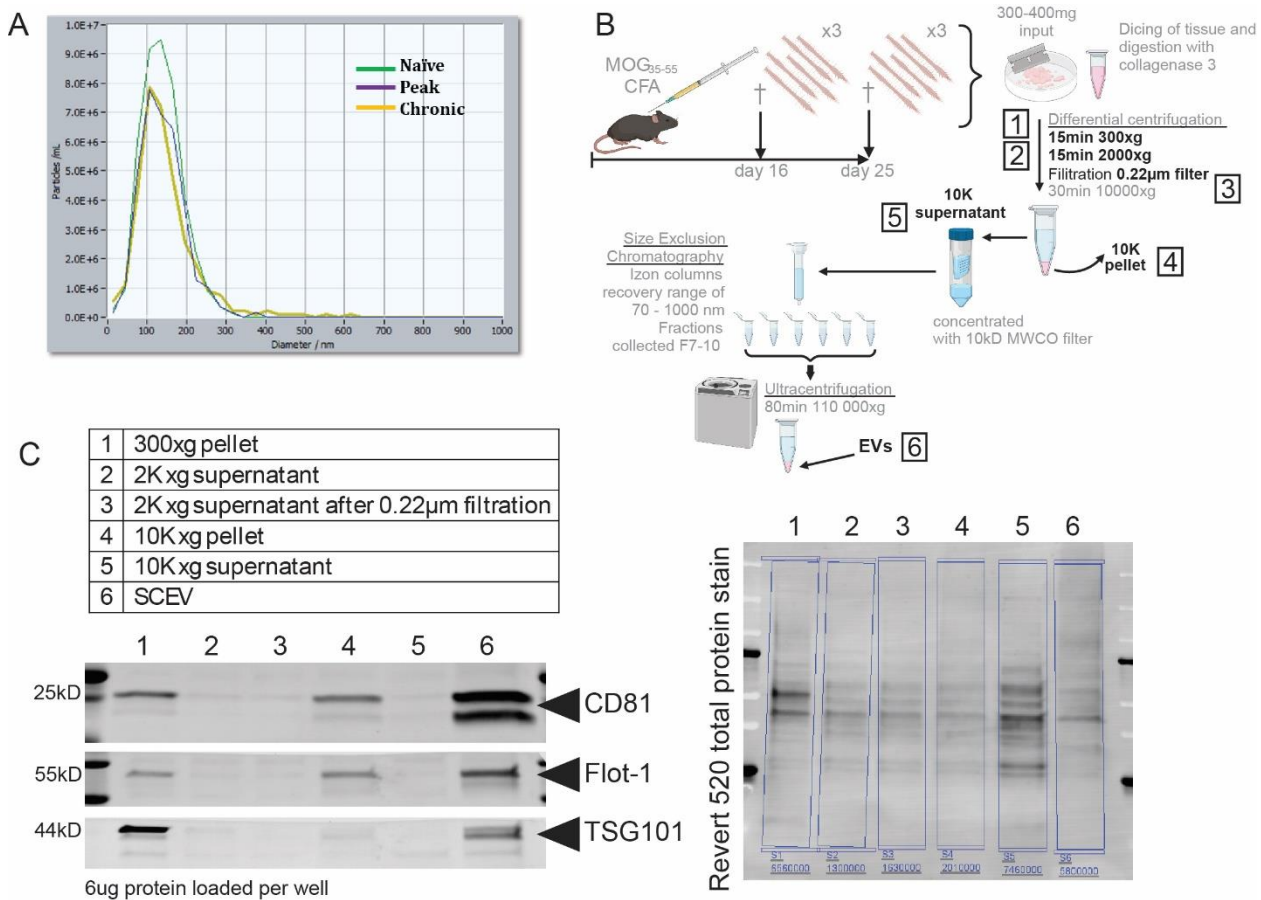 A
1.0E+7
9.0E+6
8.0E+6
7.0E+6
6.0E+6
5.0E+6
4.0E+6
3.0E+6
2.0E+6
1.0E+6
0.0E+0
Particles /mL
0
100
200
300
400
500
600
700
800
900
1000
Diameter / nm
Naïve
Peak
Chronic
B
MOG35-55
CFA
x3
x3
day 16
day 25
300-400mg
input
Dicing of tissue and
digestion with
collagenase 3
1
2
Differential centrifugation
15min 300xg
15min 2000xg
Filitration 0.22µm filter
30min 10000xg
3
10K
pellet
4
5
10K
supernatant
concentrated
with 10kD MWCO filter
Size Exclusion
Chromatography
Izon columns
recovery range of
70 - 1000 nm
Fractions
collected F7-10
Ultracentrifugation
80min 110 000xg
EVs
6
C
1 300xg pellet
2 2K xg supernatant
3 2K xg supernatant after 0.22µm filtration
4 10K xg pellet
5 10K xg supernatant
6 SCEV
1 2 3 4 5 6
25kD
CD81
55kD
Flot-1
44kD
TSG101
6ug protein loaded per well
Revert 520 total protein stain
1 2 3 4 5 6
S1 S2 S3 S4 S5 S6
5560000 1300000 1630000 2010000 7460000 5800000